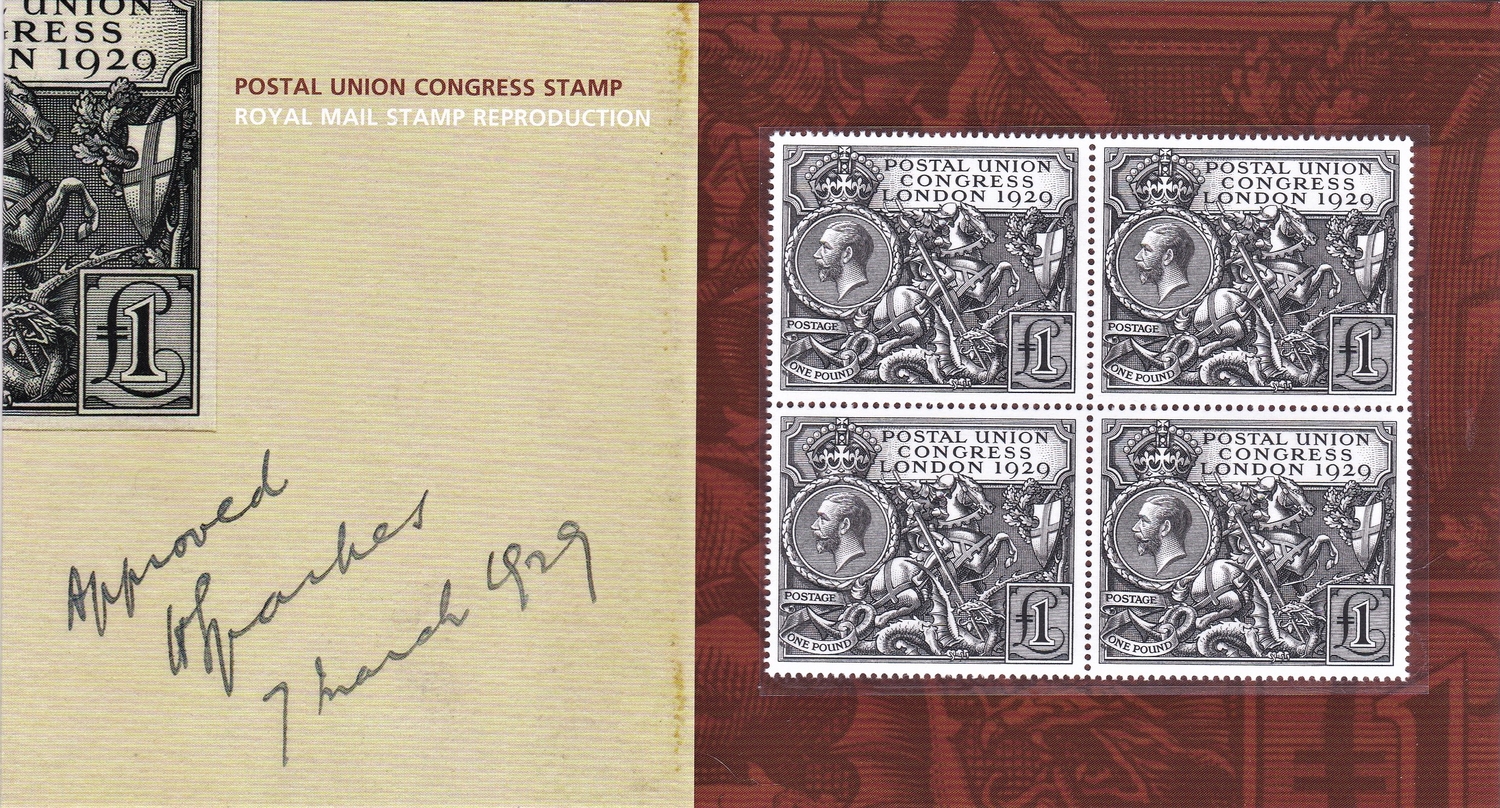 UNION
RESS
N 1929
£1
POSTAL UNION CONGRESS STAMP
ROYAL MAIL STAMP REPRODUCTION
Approved
7 March 1929
POSTAL UNION
CONGRESS
LONDON 1929
POSTAGE
ONE POUND
£1
POSTAL UNION
CONGRESS
LONDON 1929
POSTAGE
ONE POUND
£1
POSTAL UNION
CONGRESS
LONDON 1929
POSTAGE
ONE POUND
£1
POSTAL UNION
CONGRESS
LONDON 1929
POSTAGE
ONE POUND
£1